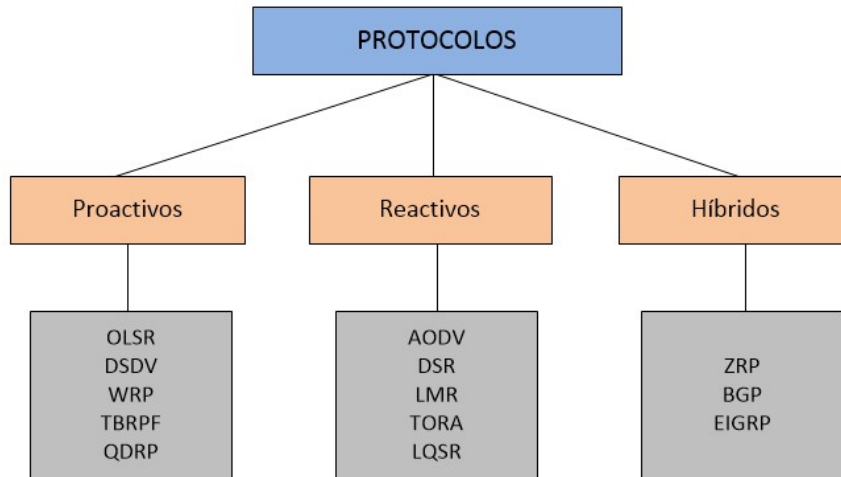 PROTOCOLOS
Proactivos
Reactivos
Híbridos
OLSR
DSDV
WRP
TBRPF
QDRP
AODV
DSR
LMR
TORA
LQSR
ZRP
BGP
EIGRP